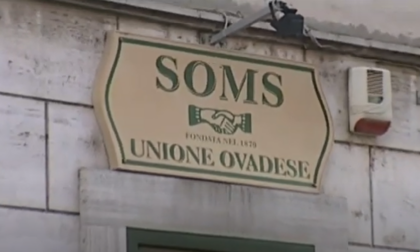 SOMS
FONDATA NEL 1870
UNIONE OVADESE